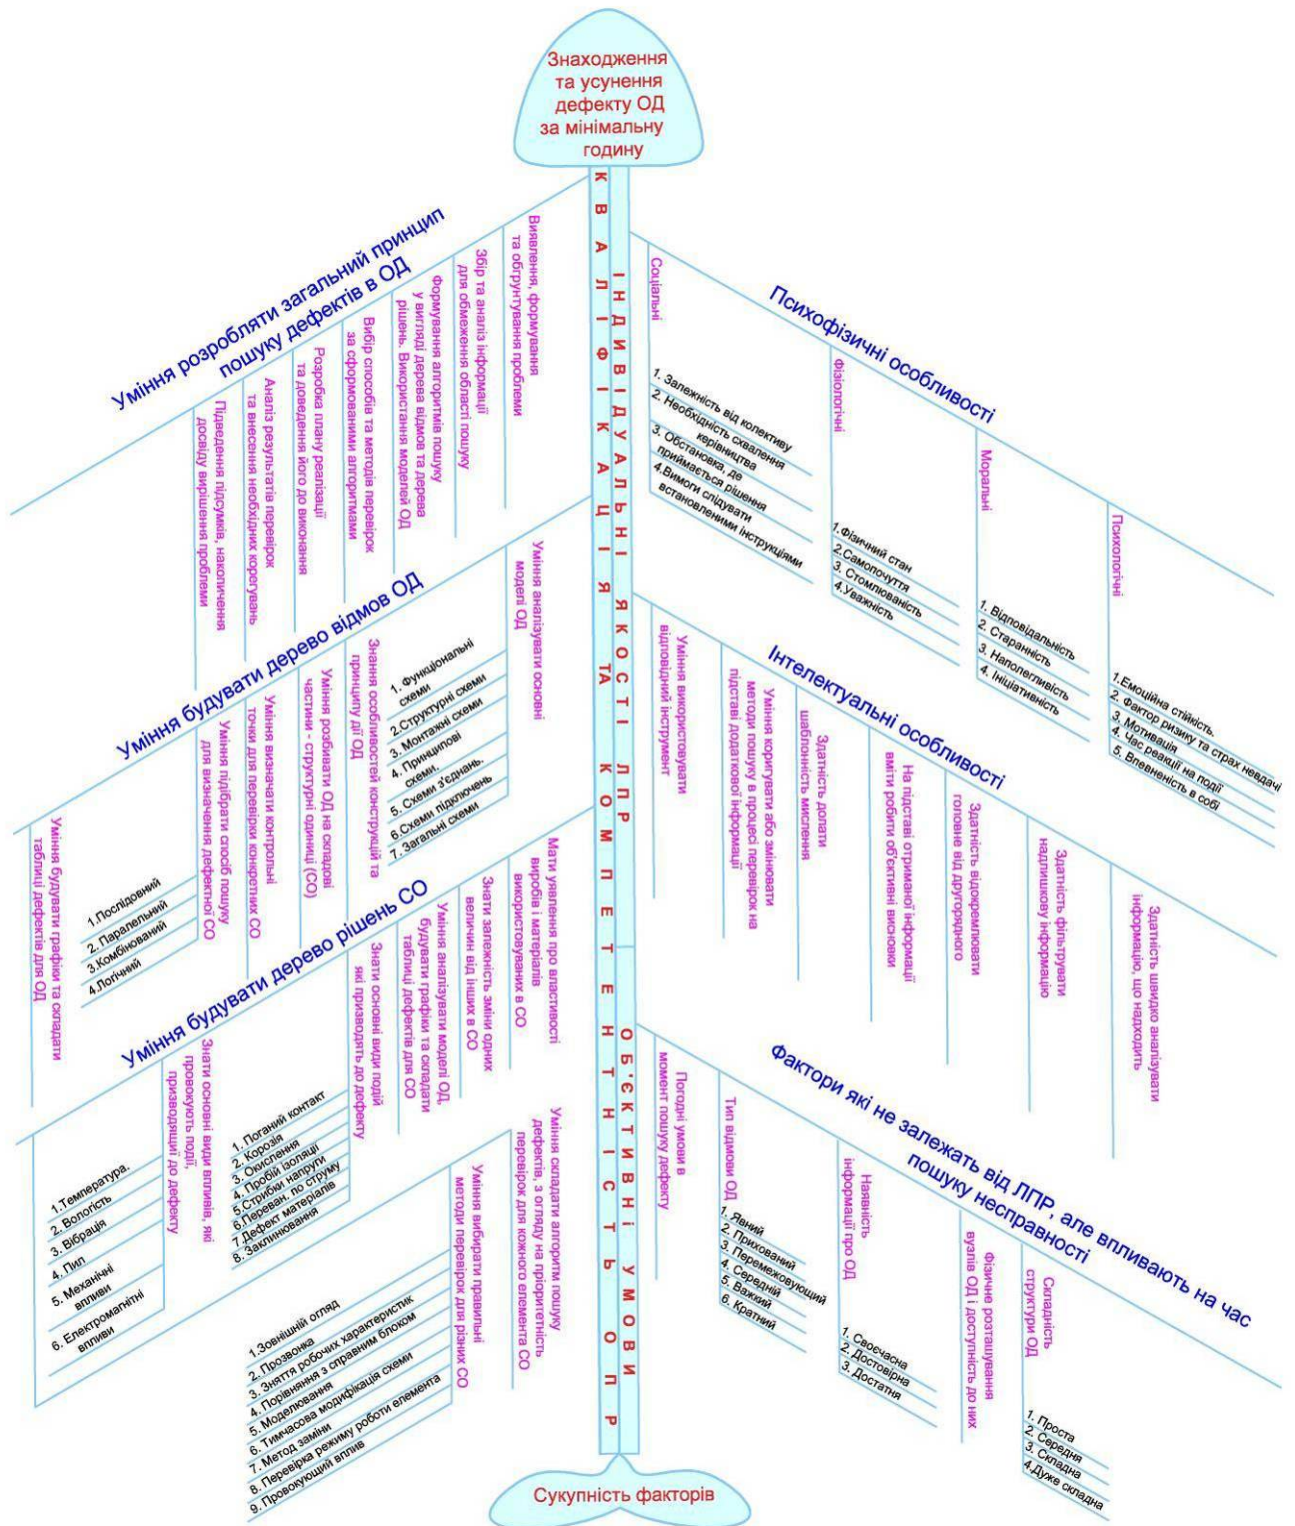 Знаходження
та усунення
дефекту ОД
за мінімальну
годину
КВАЛІФІКАЦІЯ ТА КОМПЕТЕНТНІСТЬ ОПР
ІНДИВІДУАЛЬНІ ЯКОСТІ ЛПР
ОБ'ЄКТИВНІ УМОВИ
Уміння розробляти загальний принцип
пошуку дефектів в ОД
Виявлення, формування
та обґрунтування проблеми
Збір та аналіз інформації
для обмеження області пошуку
Формування алгоритмів пошуку
у вигляді дерева відмов та дерева
рішень. Використання моделей ОД
Вибір способів та методів перевірок
за сформованими алгоритмами
Розробка плану реалізації
та доведення його до виконання
Аналіз результатів перевірок
та внесення необхідних корегувань
Підведення підсумків, накопичення
досвіду вирішення проблеми
Уміння будувати дерево відмов ОД
Уміння аналізувати основні
моделі ОД
1. Функціональні
схеми
2.Структурні схеми
3. Монтажні схеми
4. Принципові
схеми.
5. Схеми з'єднань.
6.Схеми підключень
7. Загальні схеми
Знання особливостей конструкцій та
принципу дії ОД
Уміння розбивати ОД на складові
частини - структурні одиниці (СО)
Уміння визначати контрольні
точки для перевірки конкретних СО
Уміння підібрати спосіб пошуку
для визначення дефектної СО
1.Послідовний
2. Паралельний
3.Комбінований
4.Логічний
Уміння будувати графіки та складати
таблиці дефектів для ОД
Уміння будувати дерево рішень СО
Мати уявлення про властивості
виробів і матеріалів
використовуваних в СО
Знати залежність зміни одних
величин від інших в СО
Уміння аналізувати моделі ОД,
будувати графіки та складати
таблиці дефектів для СО
Знати основні види подій
які призводять до дефекту
1. Поганий контакт
2. Корозія
3. Окислення
4. Пробій ізоляції
5.Стрибки напруги
6.Переван. по струму
7.Дефект матеріалів
8. Заклинювання
Знати основні види впливів, які
провокують події,
призводящиї до дефекту
1.Температура.
2. Вологість
3. Вібрація
4. Пил
5. Механічні
впливи
6. Електромагнітні
впливи
Уміння складати алгоритм пошуку
дефектів, з огляду на пріоритетність
перевірок для кожного елемента СО
Уміння вибирати правильні
методи перевірок для різних СО
1.Зовнішній огляд
2. Прозвонка
3. Зняття робочих характеристик
4. Порівняння з справним блоком
5. Моделювання
6. Тимчасова модифікація схеми
7. Метод заміни
8. Перевірка режиму роботи елемента
9. Провокующий вплив
Психофізичні особливості
Соціальні
1. Залежність від колективу
2. Необхідність схвалення
керівництва
3. Обстановка, де
приймається рішення
4.Вимоги слідувати
встановленими інструкціями
Фізіологічні
1.Фізичний стан
2.Самопочуття
3. Стомлюваність
4.Уважність
Моральні
1. Відповідальність
2. Старанність
3. Наполегливість
4. Ініціативність
Психологічні
1.Емоційна стійкість.
2. Фактор ризику та страх невдачі
3. Мотивація
4. Час реакції на події
5. Впевненість в собі
Інтелектуальні особливості
Уміння використовувати
відповідний інструмент
Уміння коригувати або змінювати
методи пошуку в процесі перевірок на
підставі додаткової інформації
Здатність долати
шаблонність мислення
На підставі отриманої інформації
вміти робити об'єктивні висновки
Здатність відокремлювати
головне від другорядного
Здатність фільтрувати
надлишкову інформацію
Здатність швидко аналізувати
інформацію, що надходить
Фактори які не залежать від ЛПР, але впливають на час
пошуку несправності
Погодні умови в
момент пошуку дефекту
Тип відмови ОД
1. Явний
2. Прихований
3. Перемежовующий
4. Середній
5. Важкий
6. Кратний
Наявність
інформації про ОД
1. Своєчасна
2. Достовірна
3. Достатня
Фізичне розташування
вузлів ОД і доступність до них
Складність
структури ОД
1. Проста
2. Середня
3. Складна
4.Дуже складна
Сукупність факторів